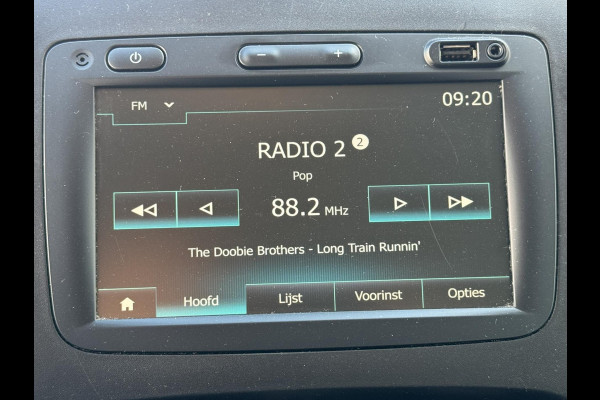 FM
09:20
RADIO 2 2
Pop
88.2 MHz
The Doobie Brothers - Long Train Runnin'
Hoofd Lijst Voorinst Opties